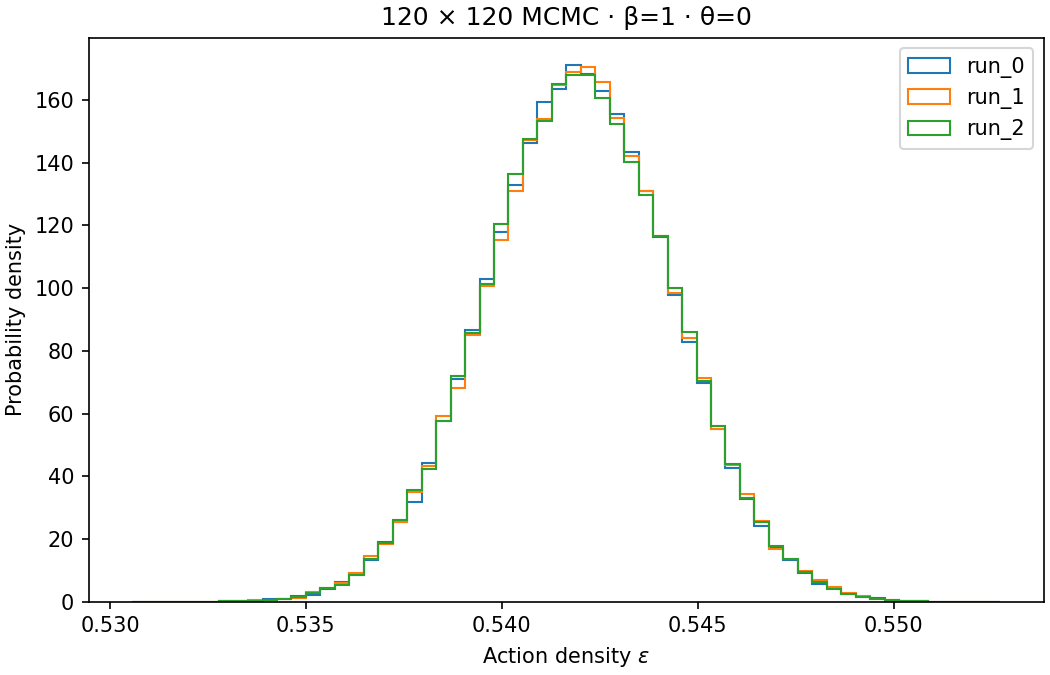 120 × 120 MCMC · β=1 · θ=0
run_0
run_1
run_2
Probability density
160
140
120
100
80
60
40
20
0
0.530 0.535 0.540 0.545 0.550
Action density ε